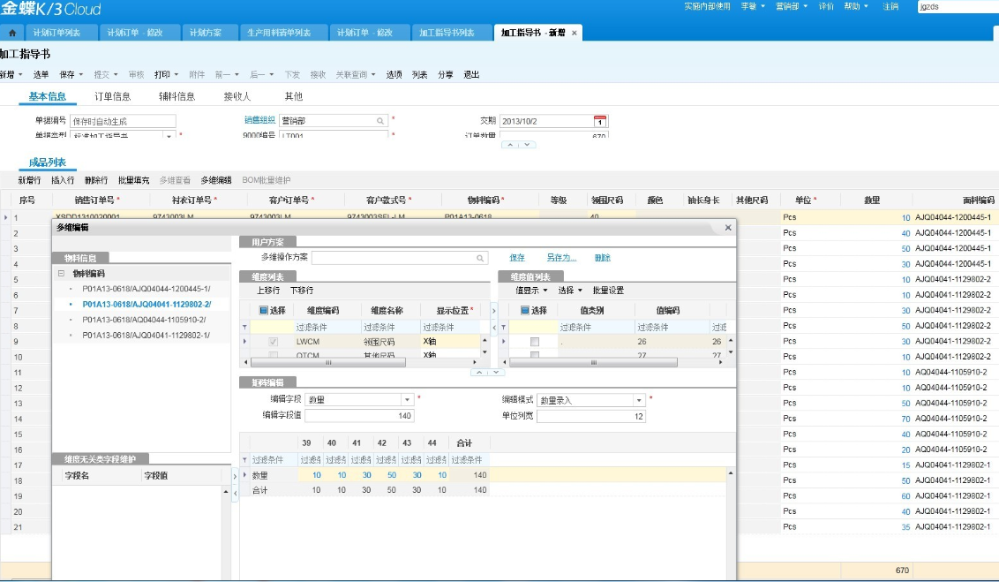 金蝶K/3 Cloud
实施内部使用 李敏 营销部 评价 帮助 注销 jgzds
计划订单列表 计划订单 - 修改 计划方案 生产用料清单列表 计划订单 - 修改 加工指导书列表 加工指导书 - 新增 ×
加工指导书
新增 选单 保存 提交 审核 打印 附件 前一 后一 下发 接收 关联查询 选项 列表 分享 退出
基本信息 订单信息 辅料信息 接收人 其他
单据编号 保存时自动生成 销售组织 营销部 * 交期 2013/10/2
单据类型 标准加工指导书 * 9000编号 LT001 * 订单数量 670
成品列表
新增行 插入行 删除行 批量填充 多维查看 多维编辑 BOM批量维护
序号 销售订单号* 衬衣订单号* 客户订单号* 客户款式号* 物料编码* 等级 领围尺码 颜色 袖长身长 其他尺码 单位* 数量 面料编码
1 XSDD1310020001 9743003LM 9743003LM 9743003SEL-LM P01A13-0618 40 Pcs 10 AJQ04044-1200445-1
2 Pcs 40 AJQ04044-1200445-1
3 Pcs 50 AJQ04044-1200445-1
4 Pcs 30 AJQ04044-1200445-1
5 Pcs 10 AJQ04041-1129802-2
6 Pcs 10 AJQ04041-1129802-2
7 Pcs 30 AJQ04041-1129802-2
8 Pcs 50 AJQ04041-1129802-2
9 Pcs 30 AJQ04041-1129802-2
10 Pcs 10 AJQ04041-1129802-2
11 Pcs 10 AQ04044-1105910-2
12 Pcs 40 AQ04044-1105910-2
13 Pcs 50 AQ04044-1105910-2
14 Pcs 70 AQ04044-1105910-2
15 Pcs 40 AQ04044-1105910-2
16 Pcs 20 AQ04044-1105910-2
17 Pcs 15 AJQ04041-1129802-1
18 Pcs 50 AJQ04041-1129802-1
19 Pcs 60 AJQ04041-1129802-1
20 Pcs 40 AJQ04041-1129802-1
21 Pcs 35 AJQ04041-1129802-1
670
多维编辑 ×
物料信息
物料编码
P01A13-0618/AJQ04044-1200445-1/
P01A13-0618/AJQ04041-1129802-2/
P01A13-0618/AQ04044-1105910-2/
P01A13-0618/AJQ04041-1129802-1/
维度无关类字段维护
字段名 字段值
用户方案
多维操作方案 保存 另存为... 删除
维度列表
上移行 下移行
选择 维度编码 维度名称 显示位置*
过滤条件 过滤条件 过滤条件
LWCM 领围尺码 X轴
QTCM 其他尺码 X轴
维度值列表
值显示 选择 批量设置
选择 值类别 值编码
过滤条件 过滤条件 过滤
. 26 26
27 27
矩阵编辑
编辑字段 数量 * 编辑模式 数量录入 *
编辑字段值 140 单位列宽 12
39 40 41 42 43 44 合计
过滤条件 过滤条 过滤条 过滤条 过滤条 过滤条 过滤条 过滤条件
数量 10 10 30 50 30 10 140
合计 10 10 30 50 30 10 140